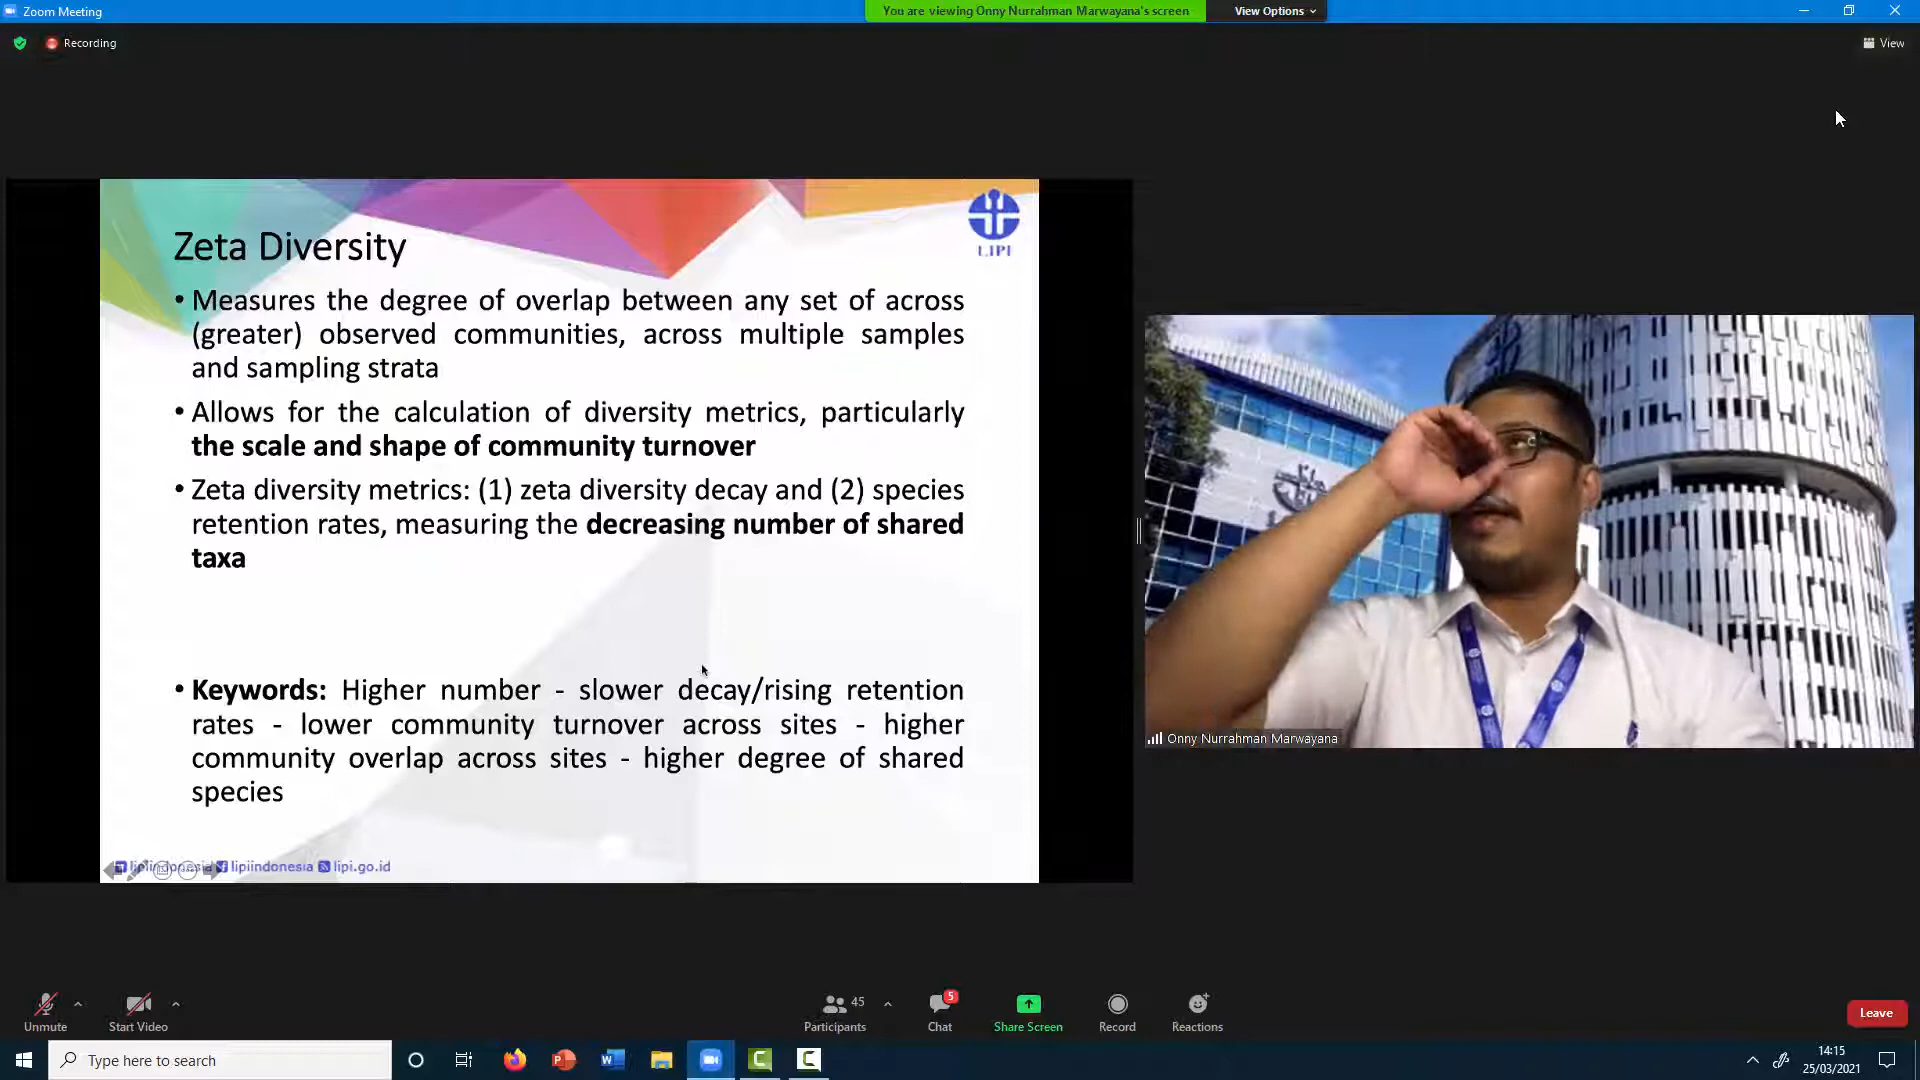 Zoom Meeting
You are viewing Onny Nurrahman Marwayana's screen
View Options
Recording
View
LIPI
Zeta Diversity
• Measures the degree of overlap between any set of across
(greater) observed communities, across multiple samples
and sampling strata
• Allows for the calculation of diversity metrics, particularly
the scale and shape of community turnover
• Zeta diversity metrics: (1) zeta diversity decay and (2) species
retention rates, measuring the decreasing number of shared
taxa
• Keywords: Higher number - slower decay/rising retention
rates - lower community turnover across sites - higher
community overlap across sites - higher degree of shared
species
lipiindonesia lipiindonesia lipi.go.id
Onny Nurrahman Marwayana
Unmute
Start Video
45
Participants
5
Chat
Share Screen
Record
Reactions
Leave
Type here to search
14:15
25/03/2021